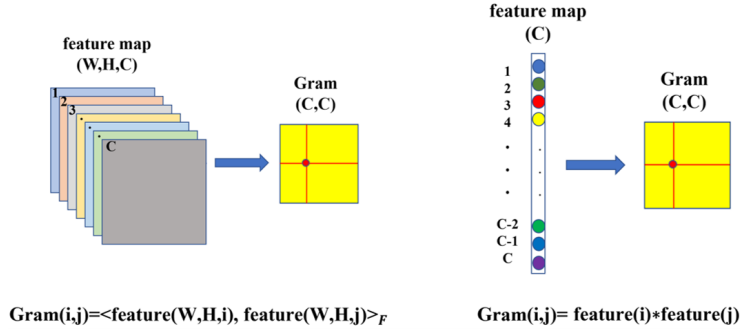 feature map
(W,H,C)
1
2
3
.
.
.
C
Gram
(C,C)
Gram(i,j)=<feature(W,H,i), feature(W,H,j)>F
feature map
(C)
1
2
3
4
.
.
.
.
.
.
C-2
C-1
C
Gram
(C,C)
Gram(i,j)= feature(i)*feature(j)